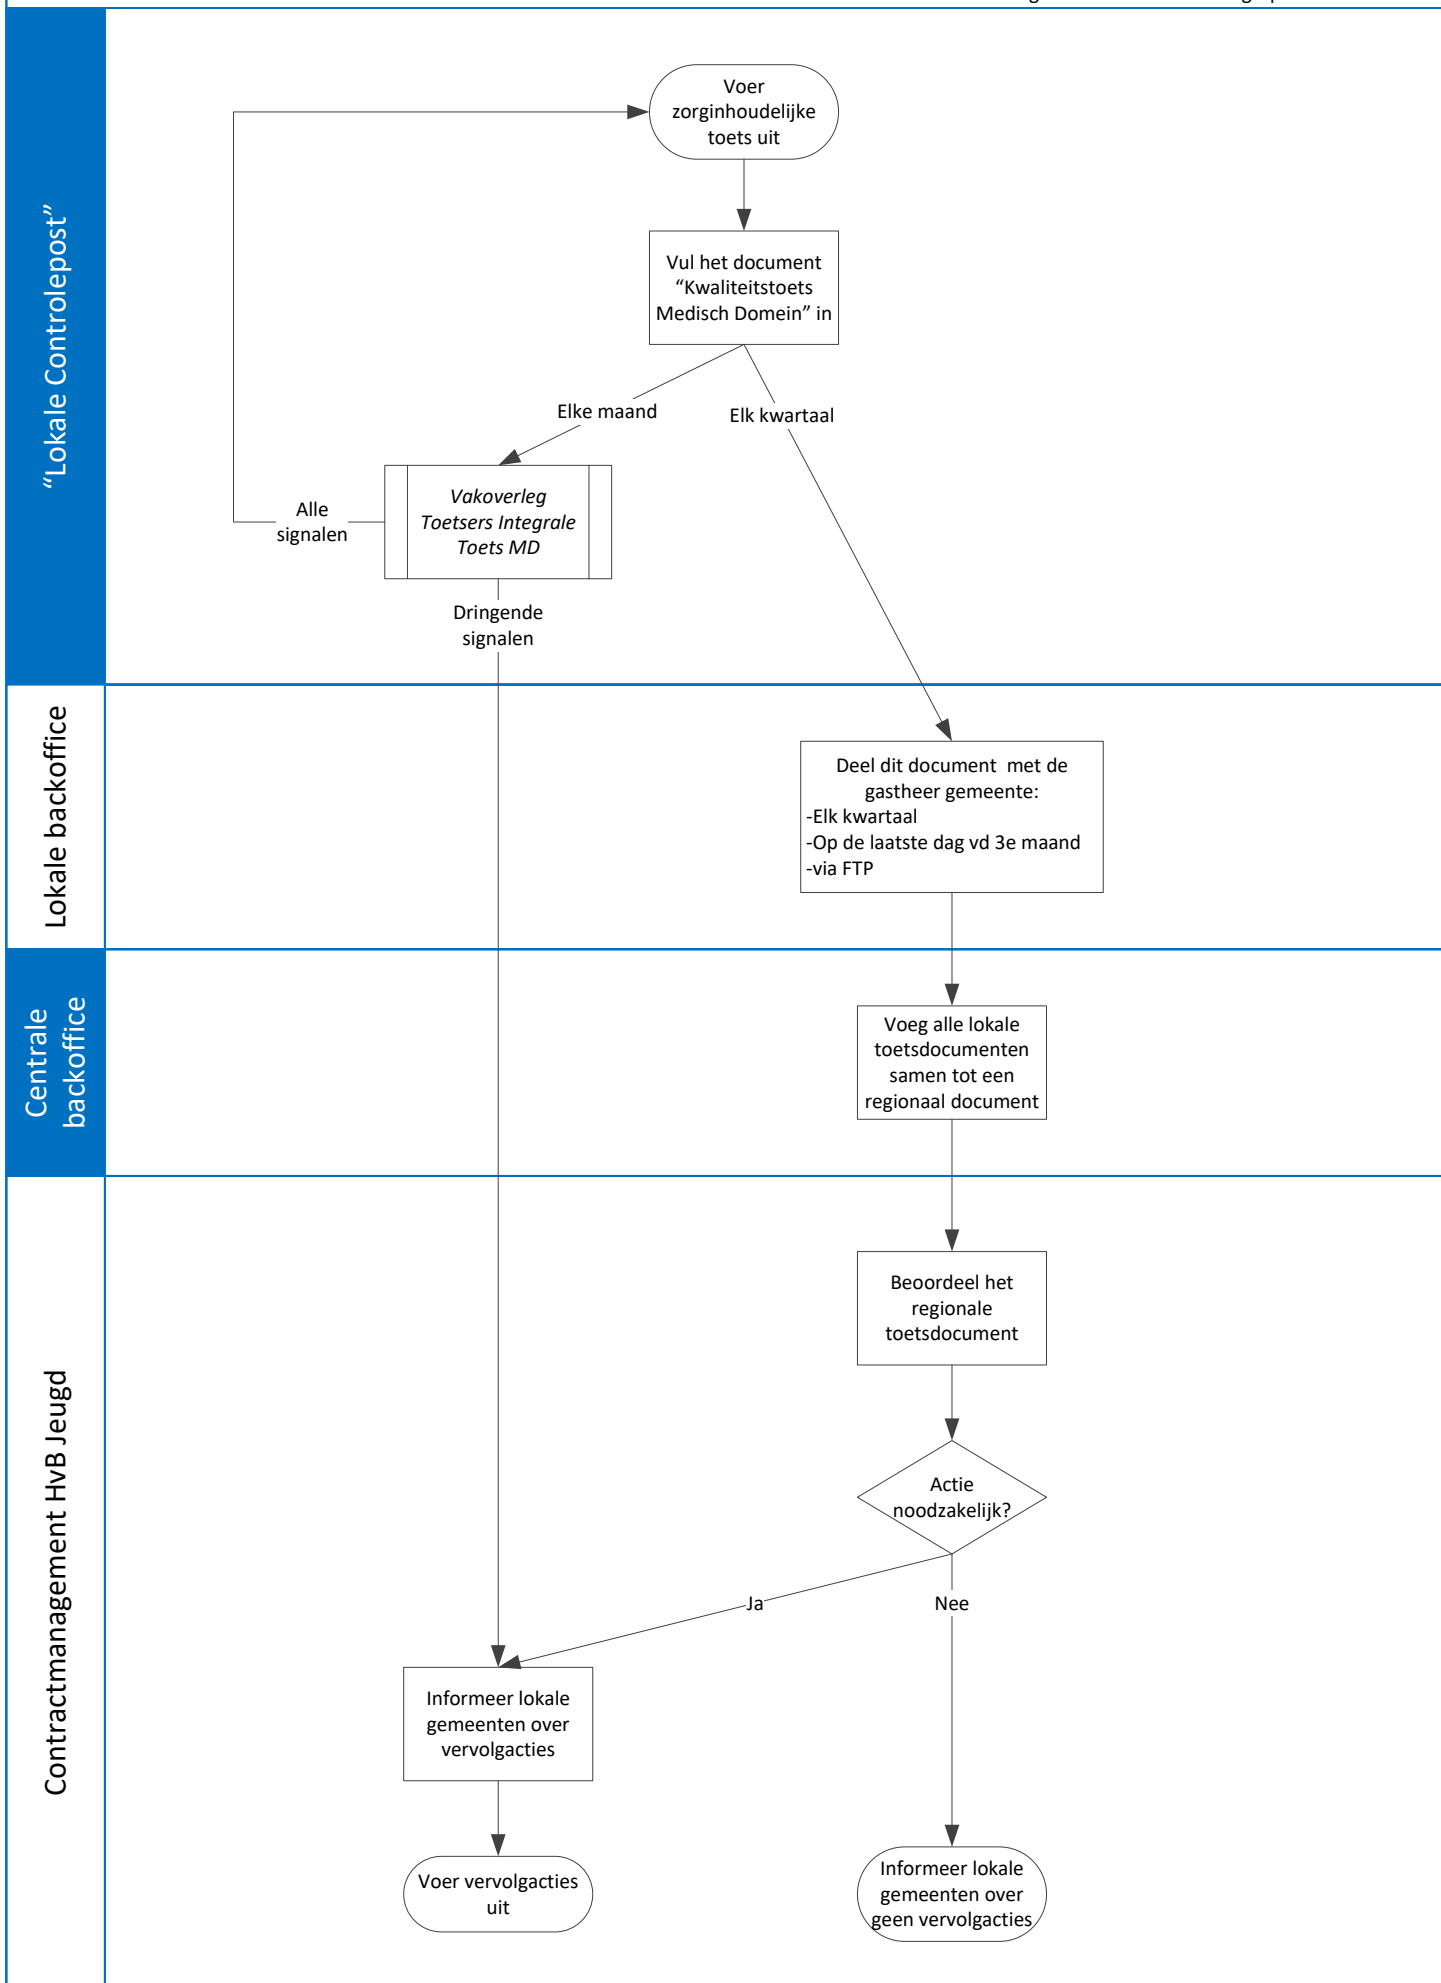 Voer
zorginhoudelijke
toets uit
“Lokale Controlepost”
Vul het document
“Kwaliteitstoets
Medisch Domein” in
Elke maand
Elk kwartaal
Vakoverleg
Toetsers Integrale
Toets MD
Alle
signalen
Dringende
signalen
Lokale backoffice
Deel dit document  met de
gastheer gemeente:
-Elk kwartaal
-Op de laatste dag vd 3e maand
-via FTP
Centrale
backoffice
Voeg alle lokale
toetsdocumenten
samen tot een
regionaal document
Contractmanagement HvB Jeugd
Beoordeel het
regionale
toetsdocument
Actie
noodzakelijk?
Ja
Nee
Informeer lokale
gemeenten over
vervolgacties
Voer vervolgacties
uit
Informeer lokale
gemeenten over
geen vervolgacties